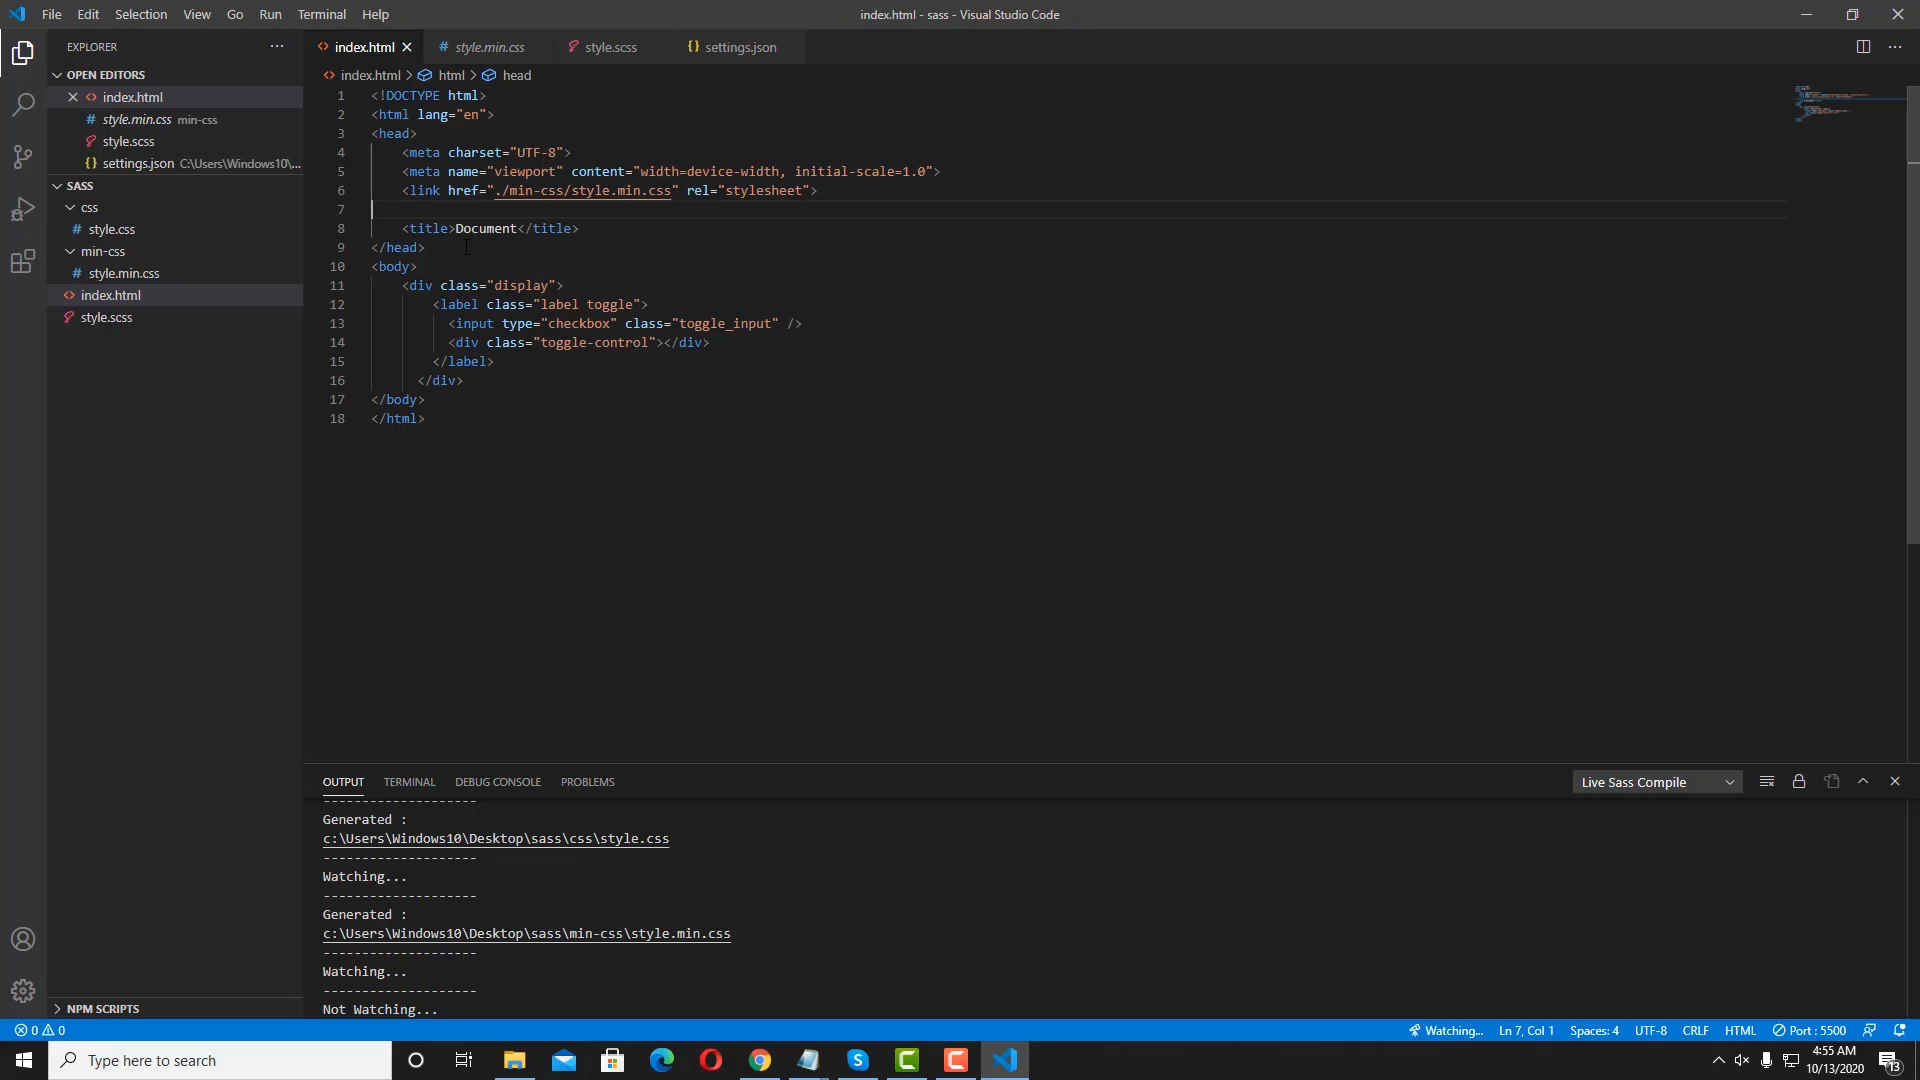 File Edit Selection View Go Run Terminal Help
index.html - sass - Visual Studio Code
EXPLORER
OPEN EDITORS
index.html
style.min.css min-css
style.scss
settings.json C:\Users\Windows10\...
SASS
css
style.css
min-css
style.min.css
index.html
style.scss
NPM SCRIPTS
index.html style.min.css style.scss settings.json
index.html > html > head
1 <!DOCTYPE html>
2 <html lang="en">
3 <head>
4 <meta charset="UTF-8">
5 <meta name="viewport" content="width=device-width, initial-scale=1.0">
6 <link href="./min-css/style.min.css" rel="stylesheet">
7
8 <title>Document</title>
9 </head>
10 <body>
11 <div class="display">
12 <label class="label toggle">
13 <input type="checkbox" class="toggle_input" />
14 <div class="toggle-control"></div>
15 </label>
16 </div>
17 </body>
18 </html>
OUTPUT TERMINAL DEBUG CONSOLE PROBLEMS
Live Sass Compile
--------------------
Generated :
c:\Users\Windows10\Desktop\sass\css\style.css
--------------------
Watching...
--------------------
Generated :
c:\Users\Windows10\Desktop\sass\min-css\style.min.css
--------------------
Watching...
--------------------
Not Watching...
0 0
Watching... Ln 7, Col 1 Spaces: 4 UTF-8 CRLF HTML Port : 5500
Type here to search
4:55 AM
10/13/2020
13